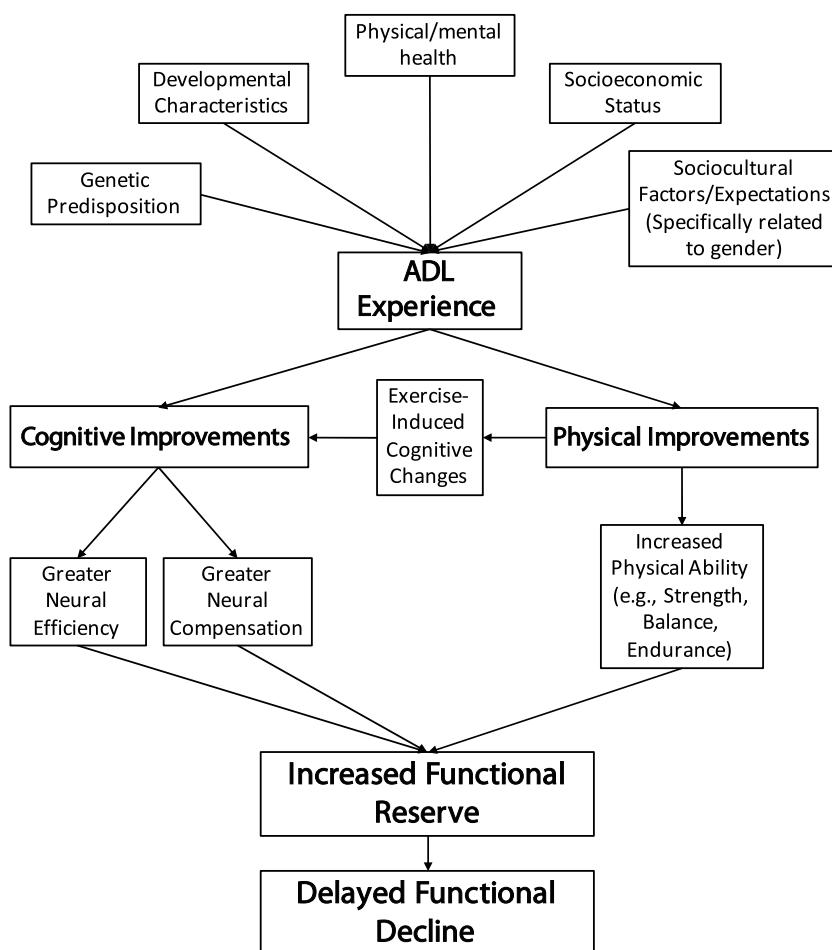 Physical/mental
health
Developmental
Characteristics
Socioeconomic
Status
Genetic
Predisposition
Sociocultural
Factors/Expectations
(Specifically related
to gender)
ADL
Experience
Cognitive Improvements
Exercise-
Induced
Cognitive
Changes
Physical Improvements
Greater
Neural
Efficiency
Greater
Neural
Compensation
Increased
Physical Ability
(e.g., Strength,
Balance,
Endurance)
Increased Functional
Reserve
Delayed Functional
Decline